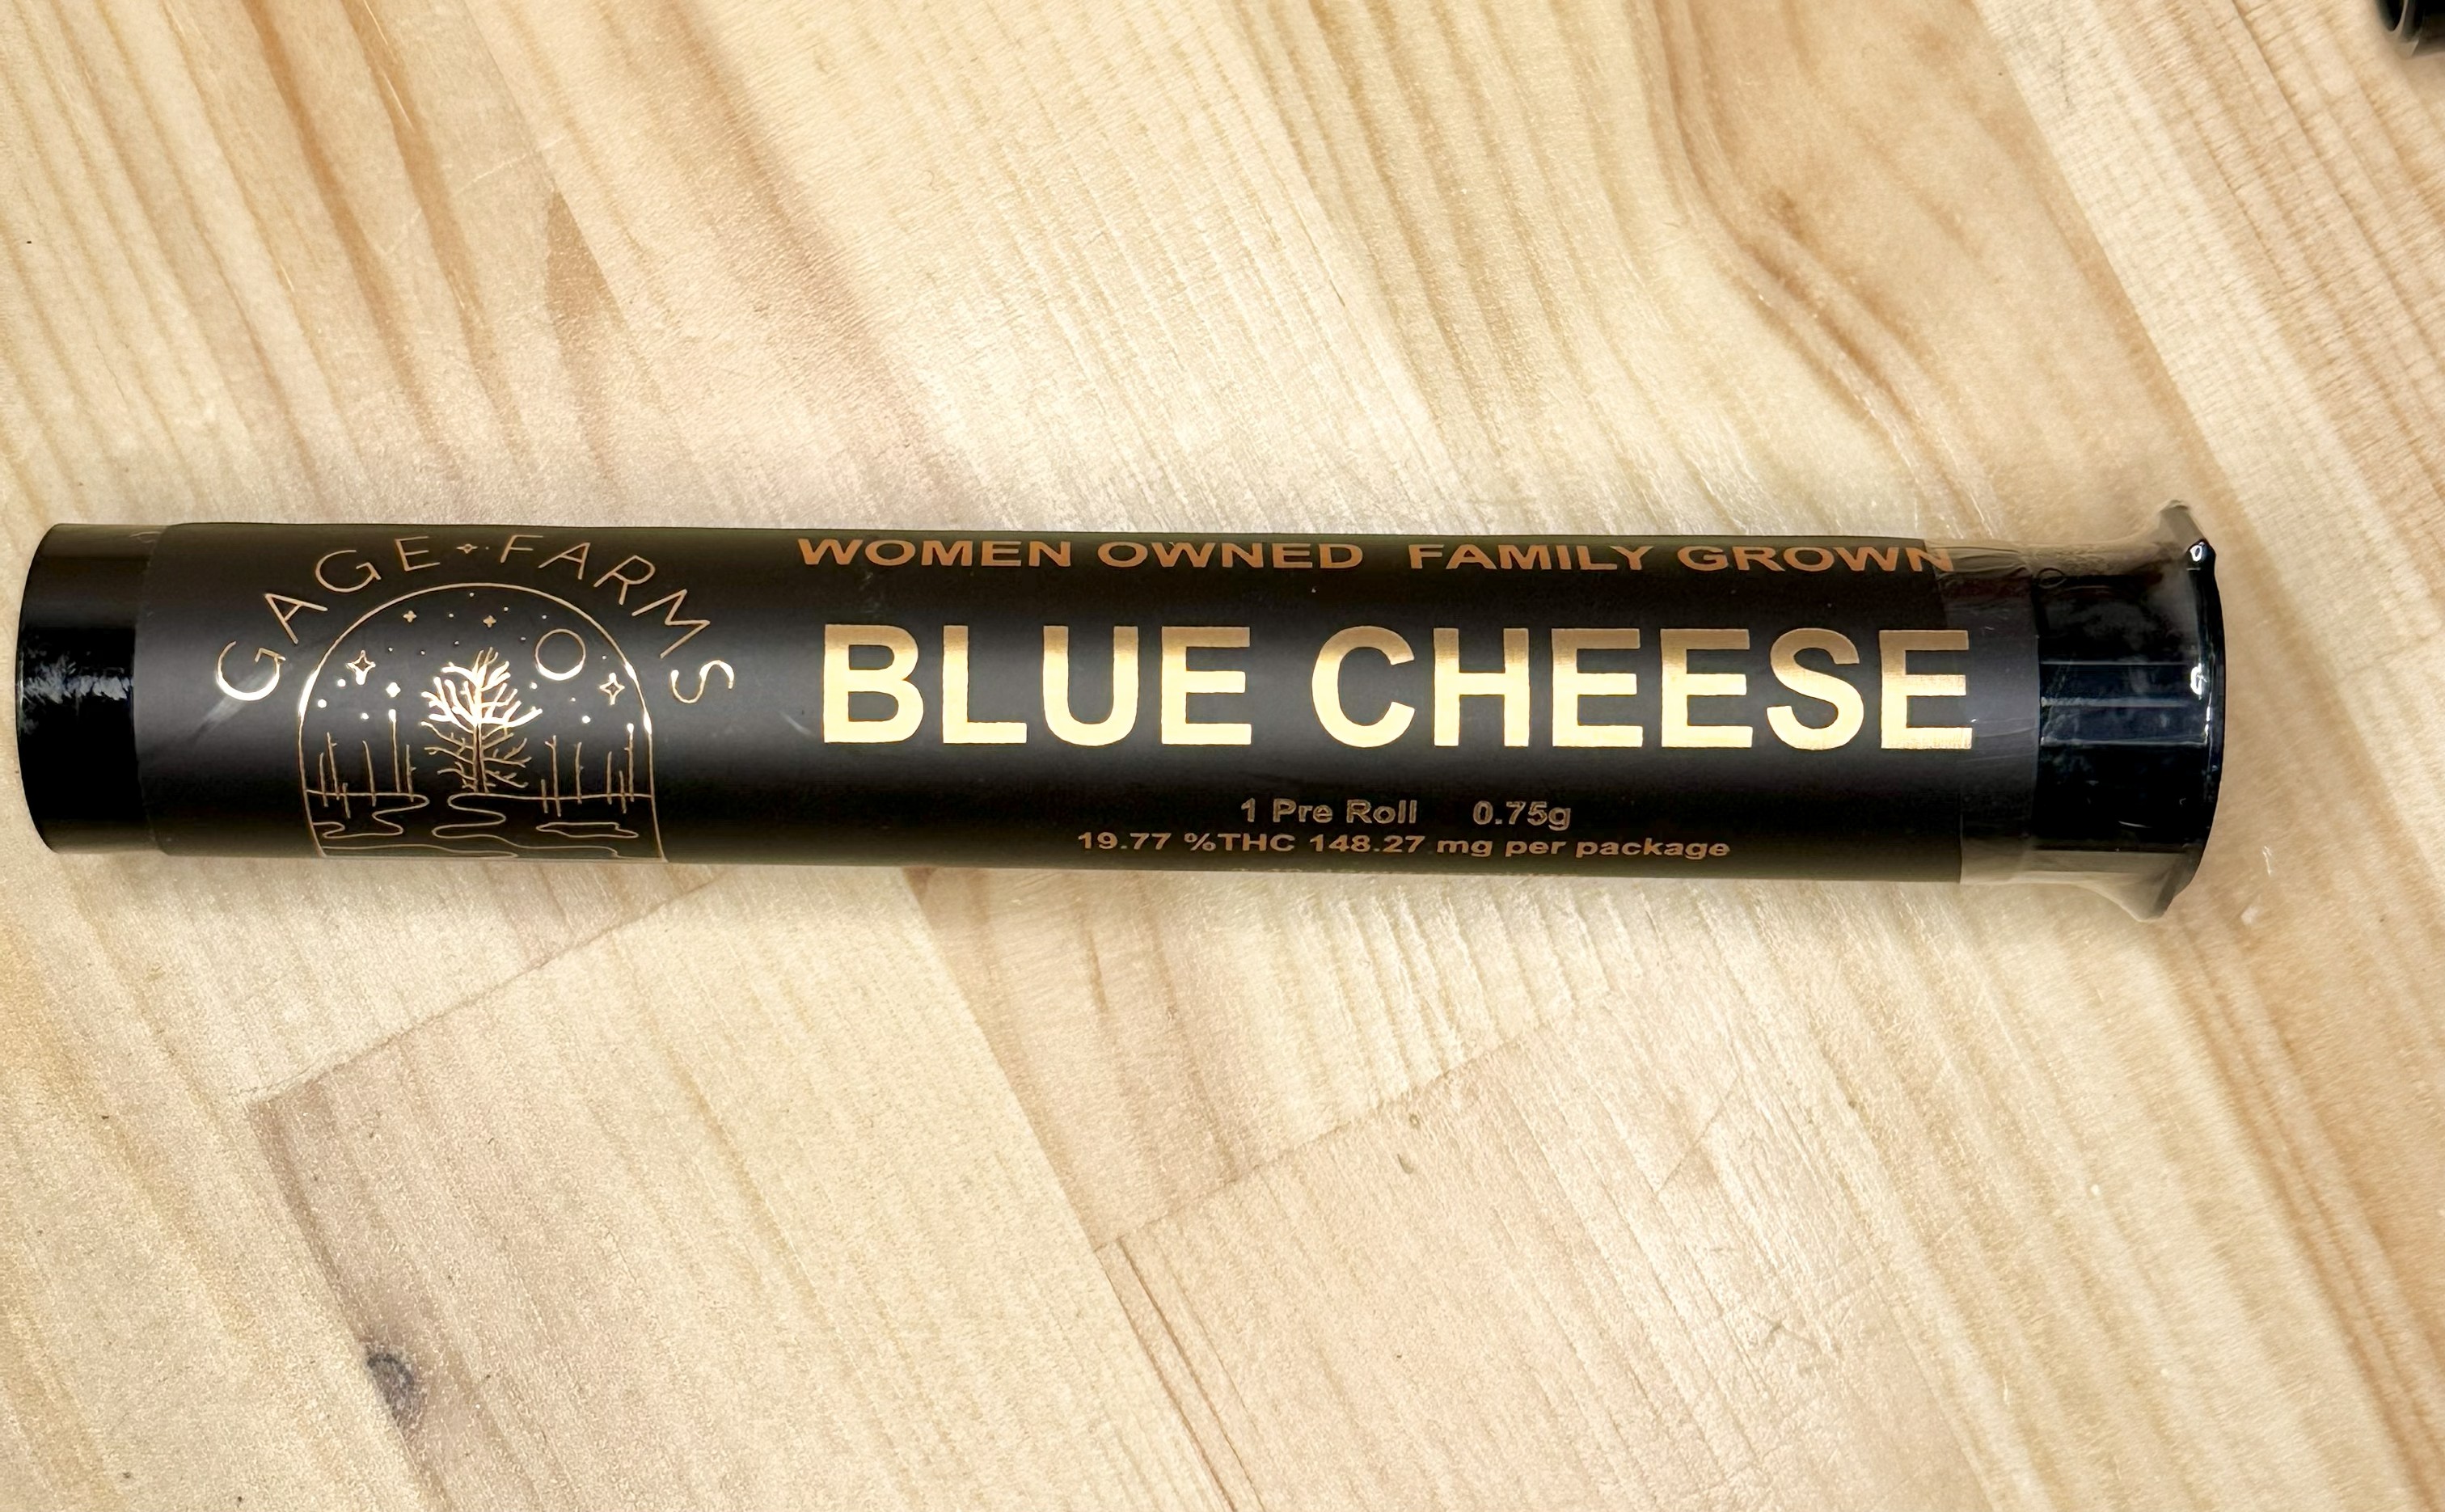 GAGE FARMS
WOMEN OWNED FAMILY GROWN
BLUE CHEESE
1 Pre Roll 0.75g
19.77 %THC 148.27 mg per package